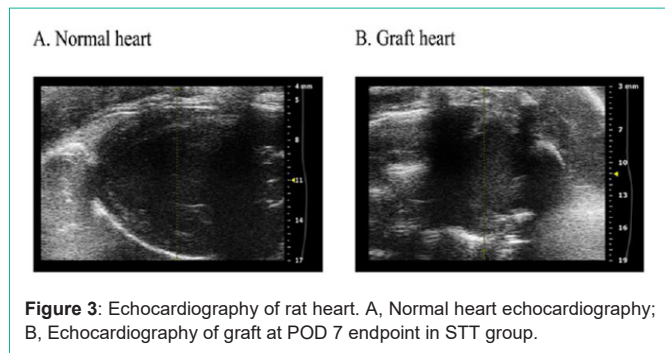 A. Normal heart
B. Graft heart
4 mm
5
8
11
14
17
3 mm
7
10
13
16
19
Figure 3: Echocardiography of rat heart. A, Normal heart echocardiography;
B, Echocardiography of graft at POD 7 endpoint in STT group.